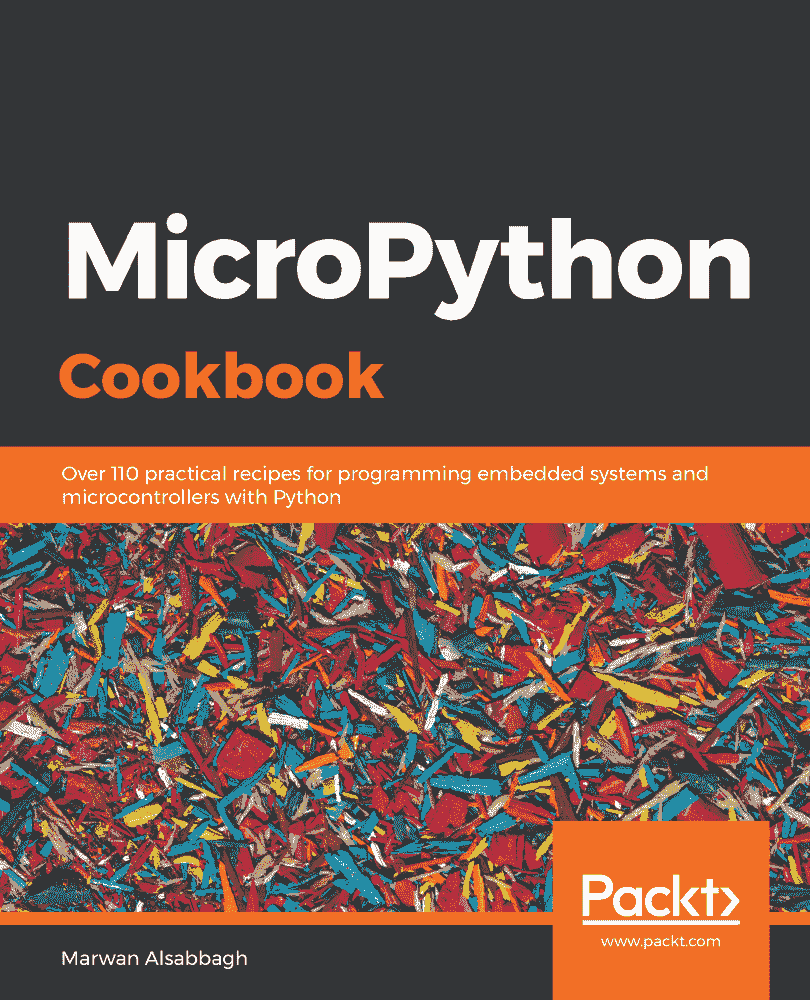 MicroPython
Cookbook
Over 110 practical recipes for programming embedded systems and
microcontrollers with Python
Packt>
www.packt.com
Marwan Alsabbagh